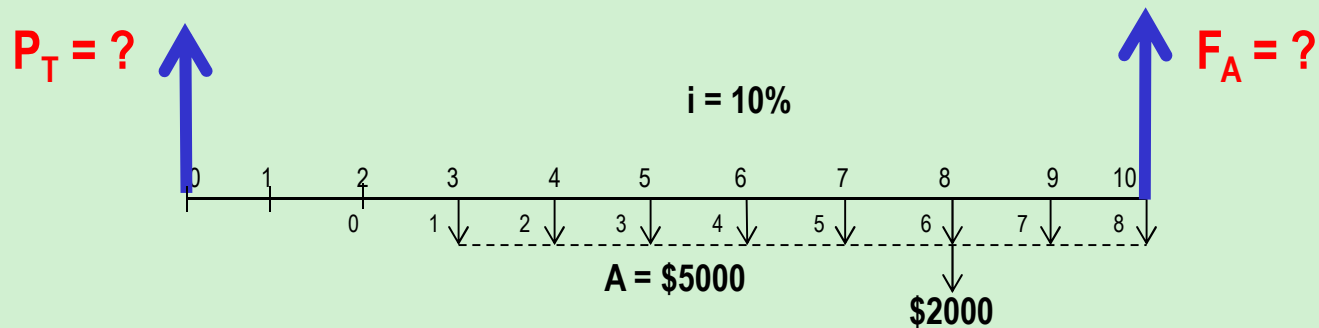 P_T = ?
F_A = ?
i = 10%
0 1 2 3 4 5 6 7 8 9 10
0 1 2 3 4 5 6 7 8
A = $5000
$2000